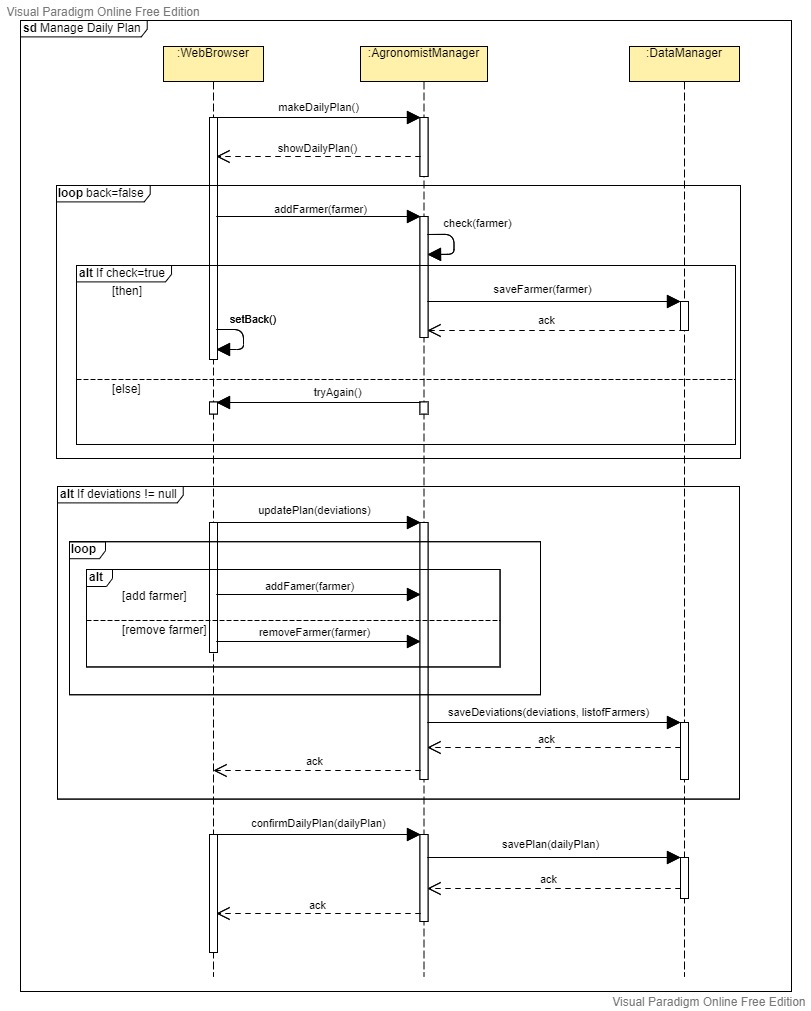 Visual Paradigm Online Free Edition
sd Manage Daily Plan
:WebBrowser
:AgronomistManager
:DataManager
makeDailyPlan()
showDailyPlan()
loop back=false
addFarmer(farmer)
check(farmer)
alt If check=true
[then]
saveFarmer(farmer)
setBack()
ack
[else]
tryAgain()
alt If deviations != null
updatePlan(deviations)
loop
alt
[add farmer]
addFamer(farmer)
[remove farmer]
removeFarmer(farmer)
saveDeviations(deviations, listofFarmers)
ack
ack
confirmDailyPlan(dailyPlan)
savePlan(dailyPlan)
ack
ack
Visual Paradigm Online Free Edition